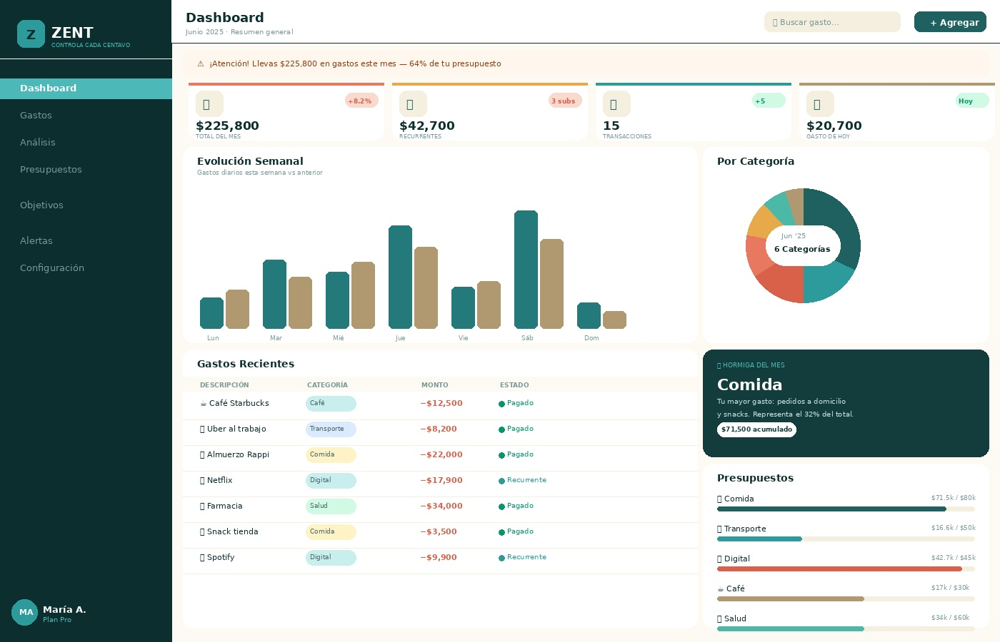 Z
ZENT
CONTROLA CADA CENTAVO
Dashboard
Gastos
Análisis
Presupuestos
Objetivos
Alertas
Configuración
MA
María A.
Plan Pro
Dashboard
Junio 2025 · Resumen general
Buscar gasto...
+ Agregar
⚠ ¡Atención! Llevas $225,800 en gastos este mes — 64% de tu presupuesto
+8.2%
$225,800
TOTAL DEL MES
3 subs
$42,700
RECURRENTES
+5
15
TRANSACCIONES
Hoy
$20,700
GASTO DE HOY
Evolución Semanal
Gastos diarios esta semana vs anterior
Lun Mar Mié Jue Vie Sáb Dom
Por Categoría
Jun '25
6 Categorías
Gastos Recientes
DESCRIPCIÓN CATEGORÍA MONTO ESTADO
☕ Café Starbucks Café −$12,500 Pagado
Uber al trabajo Transporte −$8,200 Pagado
Almuerzo Rappi Comida −$22,000 Pagado
Netflix Digital −$17,900 Recurrente
Farmacia Salud −$34,000 Pagado
Snack tienda Comida −$3,500 Pagado
Spotify Digital −$9,900 Recurrente
HORMIGA DEL MES
Comida
Tu mayor gasto: pedidos a domicilio
y snacks. Representa el 32% del total.
$71,500 acumulado
Presupuestos
Comida $71.5k / $80k
Transporte $16.6k / $50k
Digital $42.7k / $45k
☕ Café $17k / $30k
Salud $34k / $60k